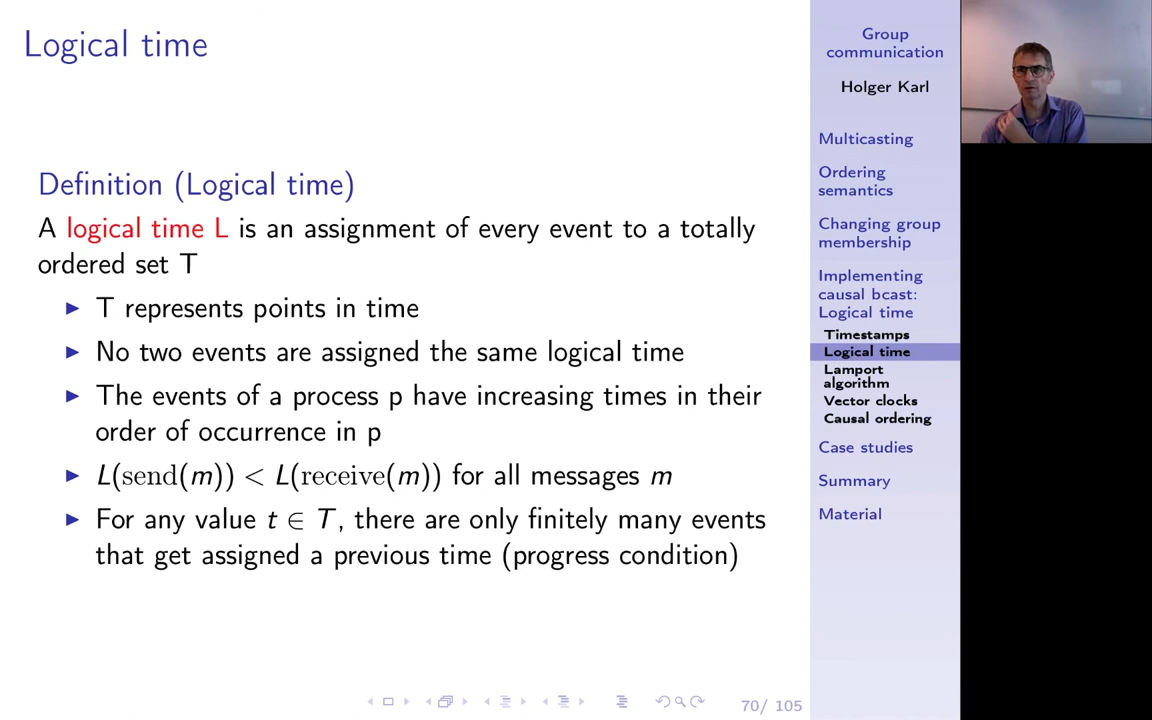 Logical time
Definition (Logical time)
A logical time L is an assignment of every event to a totally
ordered set T
▶ T represents points in time
▶ No two events are assigned the same logical time
▶ The events of a process p have increasing times in their
order of occurrence in p
▶ L(send(m)) < L(receive(m)) for all messages m
▶ For any value t ∈ T, there are only finitely many events
that get assigned a previous time (progress condition)
70/ 105
Group
communication
Holger Karl
Multicasting
Ordering
semantics
Changing group
membership
Implementing
causal bcast:
Logical time
Timestamps
Logical time
Lamport
algorithm
Vector clocks
Causal ordering
Case studies
Summary
Material